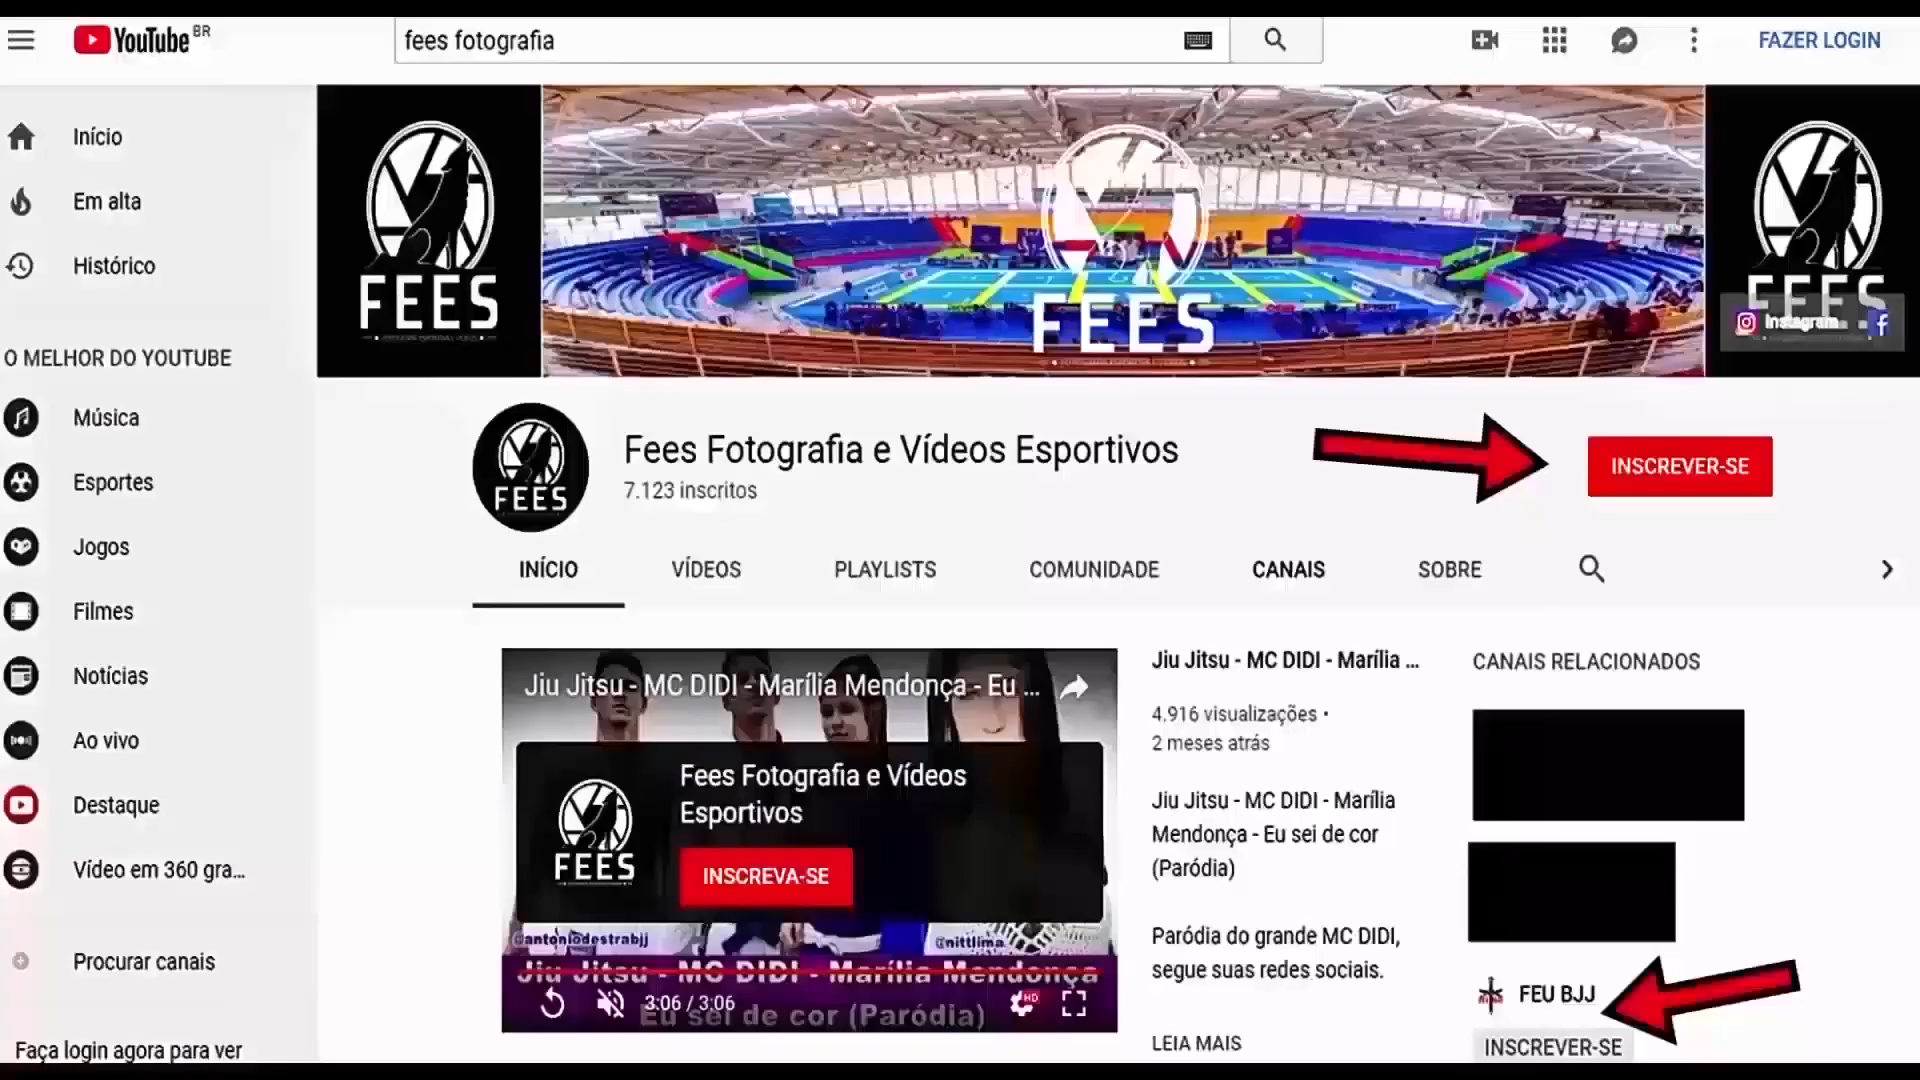 YouTube BR
fees fotografia
FAZER LOGIN
Início
Em alta
Histórico
O MELHOR DO YOUTUBE
Música
Esportes
Jogos
Filmes
Notícias
Ao vivo
Destaque
Vídeo em 360 gra...
Procurar canais
Faça login agora para ver
FEES
FEES
FEES
Instagram
Fees Fotografia e Vídeos Esportivos
7.123 inscritos
FEES
INSCREVER-SE
INÍCIO
VÍDEOS
PLAYLISTS
COMUNIDADE
CANAIS
SOBRE
Jiu Jitsu - MC DIDI - Marília Mendonça - Eu ...
Fees Fotografia e Vídeos
Esportivos
FEES
INSCREVA-SE
@antoniodestrabjj
@nittlima
Jiu Jitsu - MC DIDI - Marília Mendonça
3:06 / 3:06
HD
Eu sei de cor (Paródia)
Jiu Jitsu - MC DIDI - Marília ...
4.916 visualizações •
2 meses atrás
Jiu Jitsu - MC DIDI - Marília
Mendonça - Eu sei de cor
(Paródia)
Paródia do grande MC DIDI,
segue suas redes sociais.
LEIA MAIS
CANAIS RELACIONADOS
FEU BJJ
INSCREVER-SE